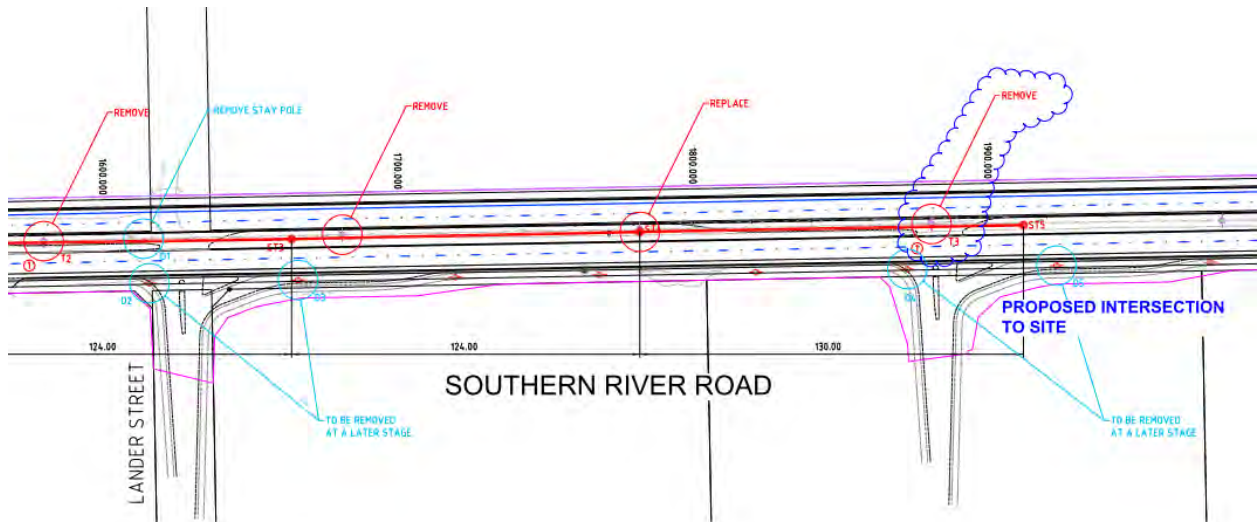 REMOVE
REMOVE STAY POLE
REMOVE
REPLACE
REMOVE
1600.000
1700.000
1800.000
1900.000
T2
D1
ST3
T3
ST5
D2
D3
D4
D5
PROPOSED INTERSECTION
TO SITE
124.00
124.00
130.00
SOUTHERN RIVER ROAD
LANDER STREET
TO BE REMOVED
AT A LATER STAGE
TO BE REMOVED
AT A LATER STAGE